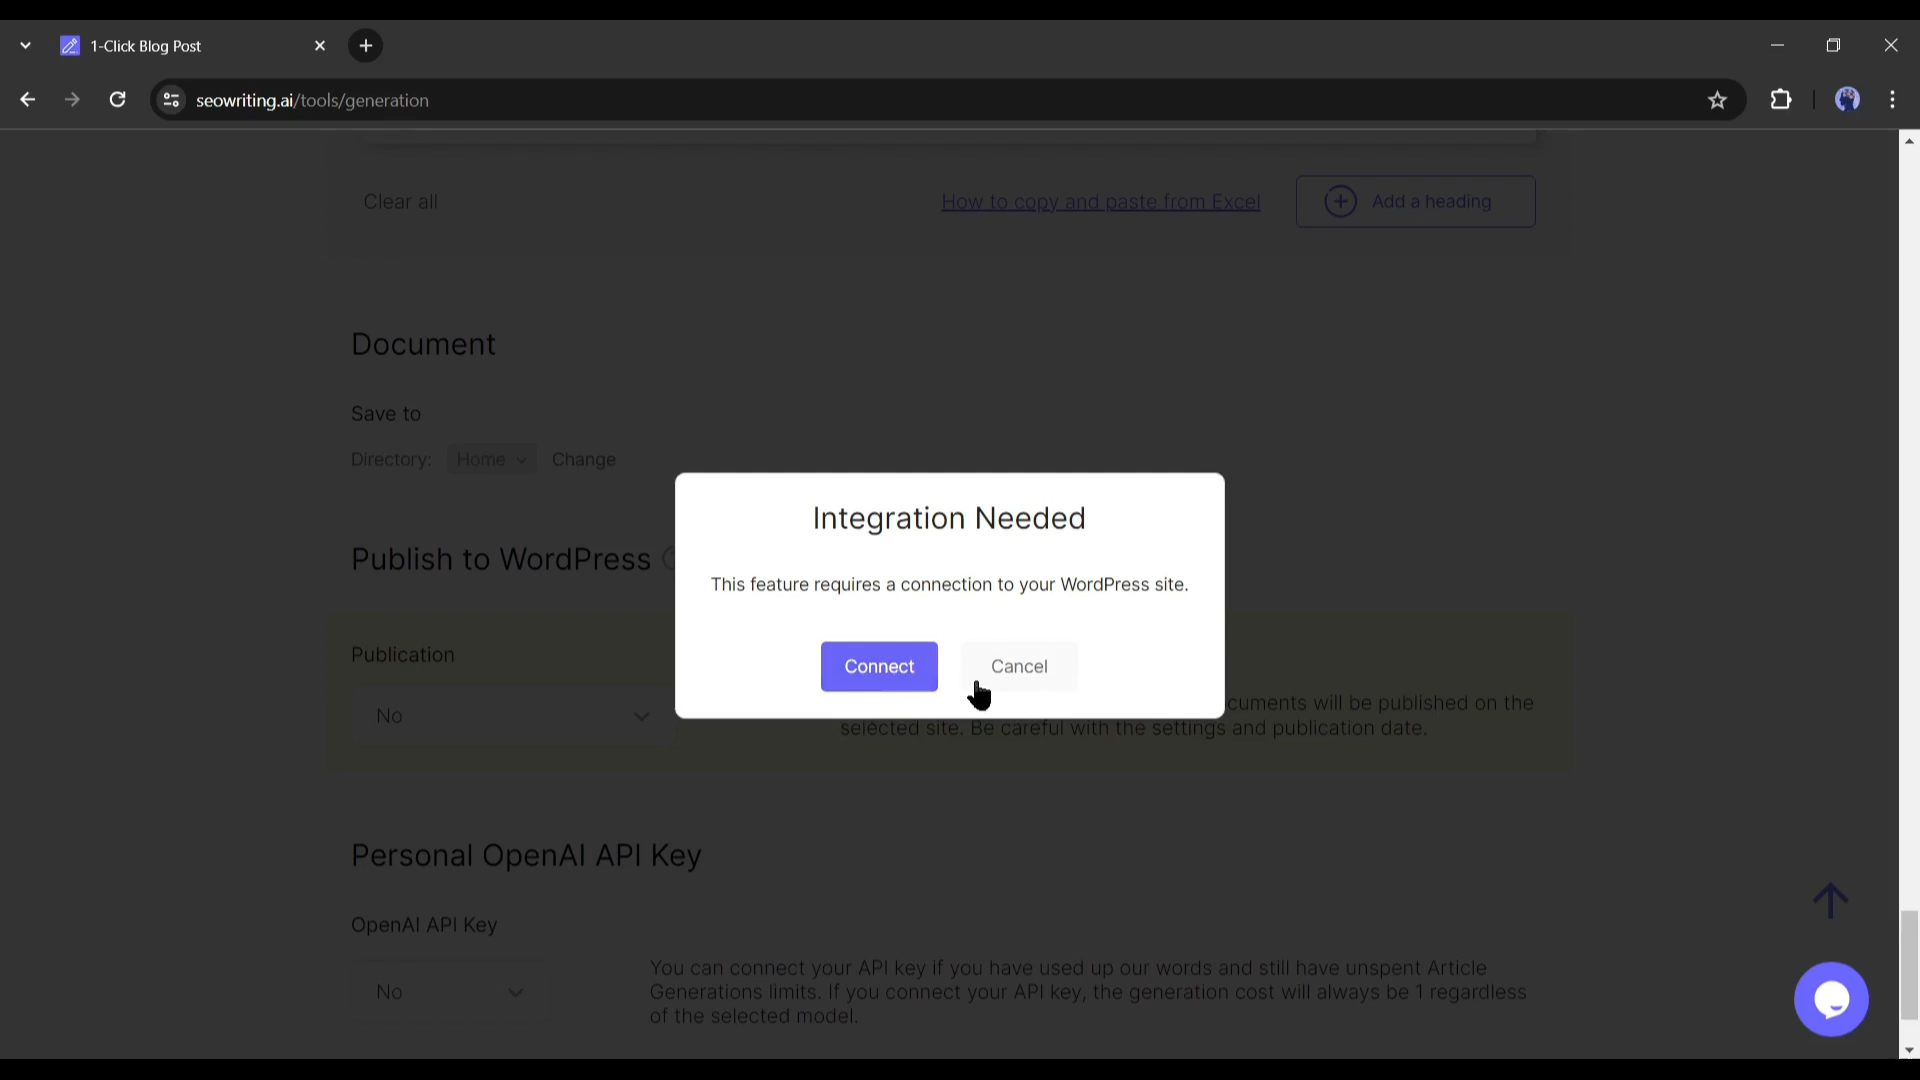 1-Click Blog Post
seowriting.ai/tools/generation
Clear all
How to copy and paste from Excel
Add a heading
Document
Save to
Directory: Home Change
Integration Needed
Publish to WordPress
This feature requires a connection to your WordPress site.
Publication
Connect
Cancel
No
cuments will be published on the
selected site. Be careful with the settings and publication date.
Personal OpenAI API Key
OpenAI API Key
No
You can connect your API key if you have used up our words and still have unspent Article
Generations limits. If you connect your API key, the generation cost will always be 1 regardless
of the selected model.